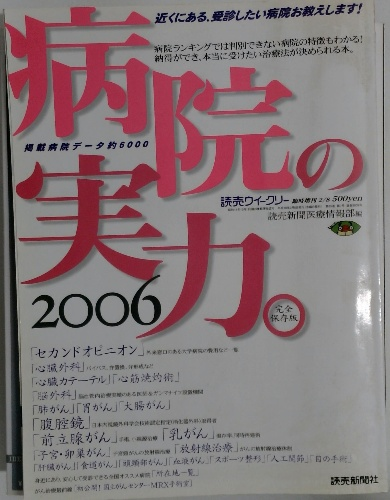 近くにある、受診したい病院お教えします!
病院ランキングでは判別できない病院の特徴もわかる!
納得ができ、本当に受けたい治療法が決められる本。
病院の
実力。
掲載病院データ約6000
読売ウイークリー 臨時増刊 2/8 500yen
読売新聞医療情報部編
2006
完全
保存版
「セカンドオピニオン」
「心臓外科」
「心臓カテーテル」「心筋焼灼術」
「脳外科」
「肺がん」「胃がん」「大腸がん」
「腹腔鏡」
「前立腺がん」「乳がん」
「子宮・卵巣がん」「放射線治療」
「肝臓がん」「食道がん」「頭頸部がん」「血液がん」「スポーツ整形」「人工関節」「目の手術」
読売新聞社